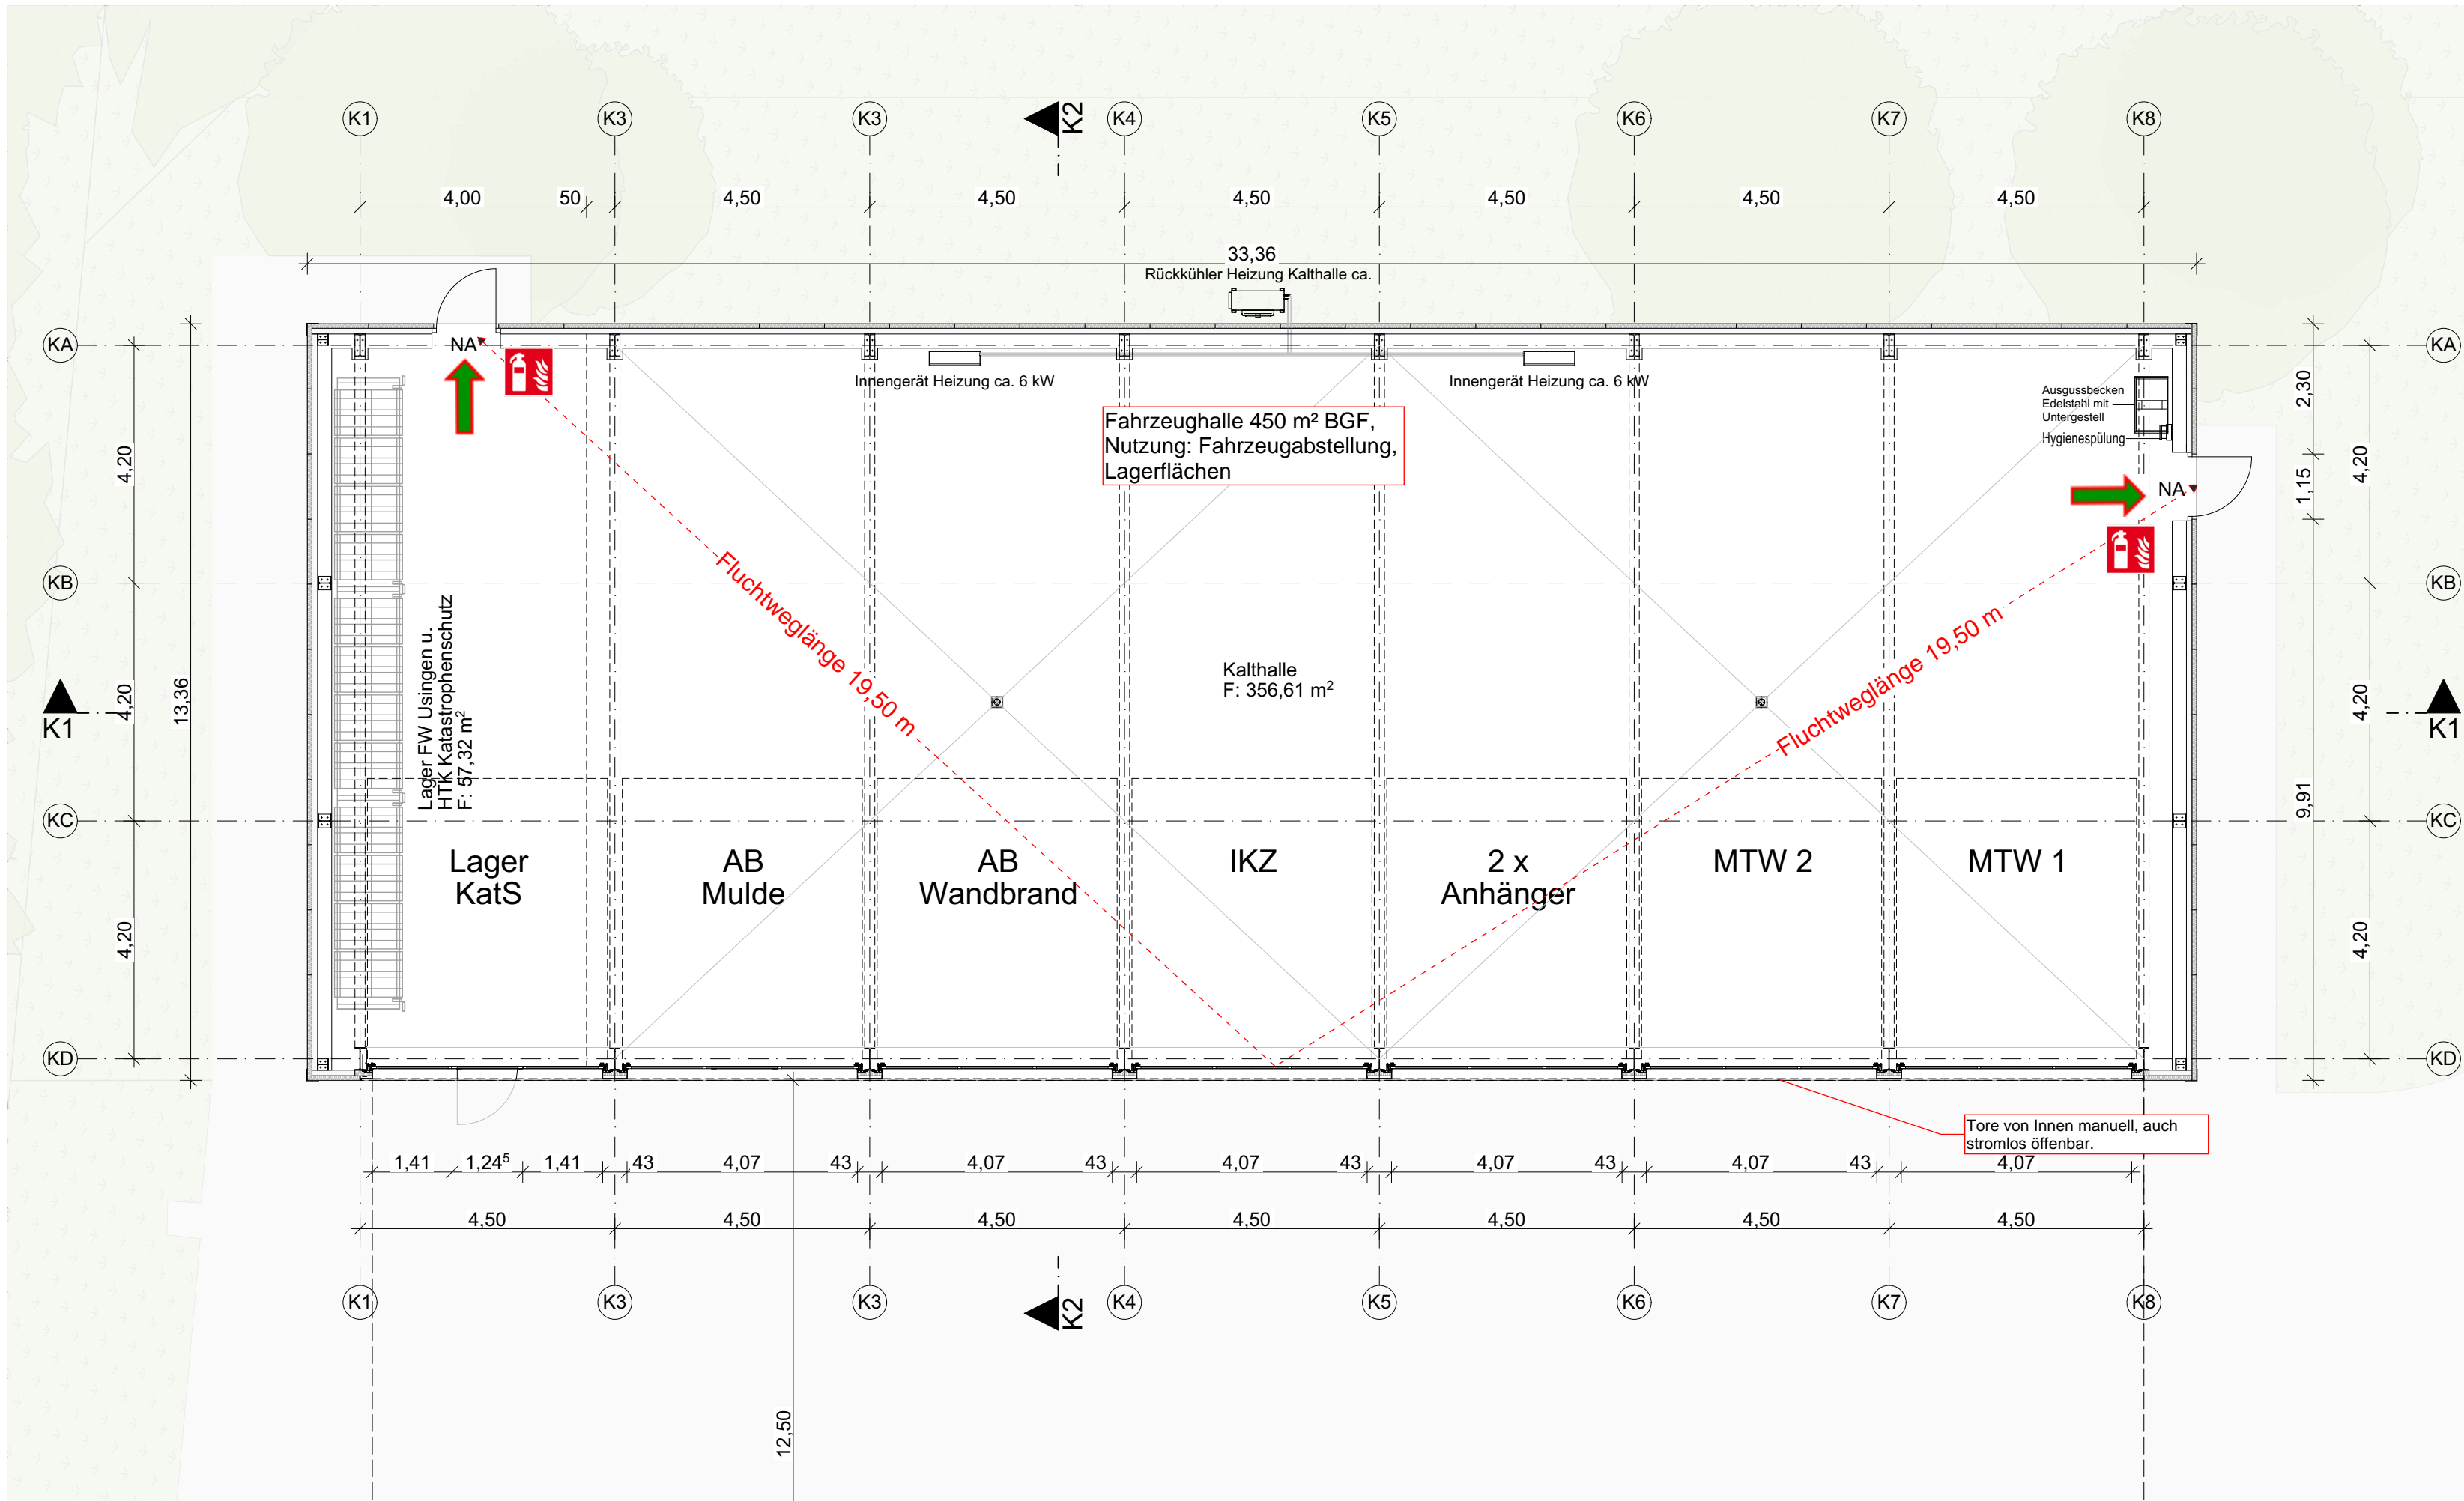 K1
K3
K3
K2
K4
K5
K6
K7
K8
4,00
50
4,50
4,50
4,50
4,50
4,50
4,50
33,36
Rückkühler Heizung Kalthalle ca.
KA
NA
KA
Innengerät Heizung ca. 6 kW
Innengerät Heizung ca. 6 kW
Ausgussbecken
Edelstahl mit
Untergestell
Hygienespülung
2,30
Fahrzeughalle 450 m² BGF,
Nutzung: Fahrzeugabstellung,
Lagerflächen
4,20
4,20
1,15
NA
KB
KB
Fluchtweglänge 19,50 m
Fluchtweglänge 19,50 m
Lager FW Usingen u.
HTK Katastrophenschutz
F: 57,32 m²
Kalthalle
F: 356,61 m²
4,20
13,36
4,20
K1
K1
9,91
KC
KC
Lager
KatS
AB
Mulde
AB
Wandbrand
IKZ
2 x
Anhänger
MTW 2
MTW 1
4,20
4,20
KD
KD
Tore von Innen manuell, auch
stromlos öffenbar.
1,41
1,24⁵
1,41
43
4,07
43
4,07
43
4,07
43
4,07
43
4,07
43
4,07
4,50
4,50
4,50
4,50
4,50
4,50
4,50
K1
K3
K3
K2
K4
K5
K6
K7
K8
12,50